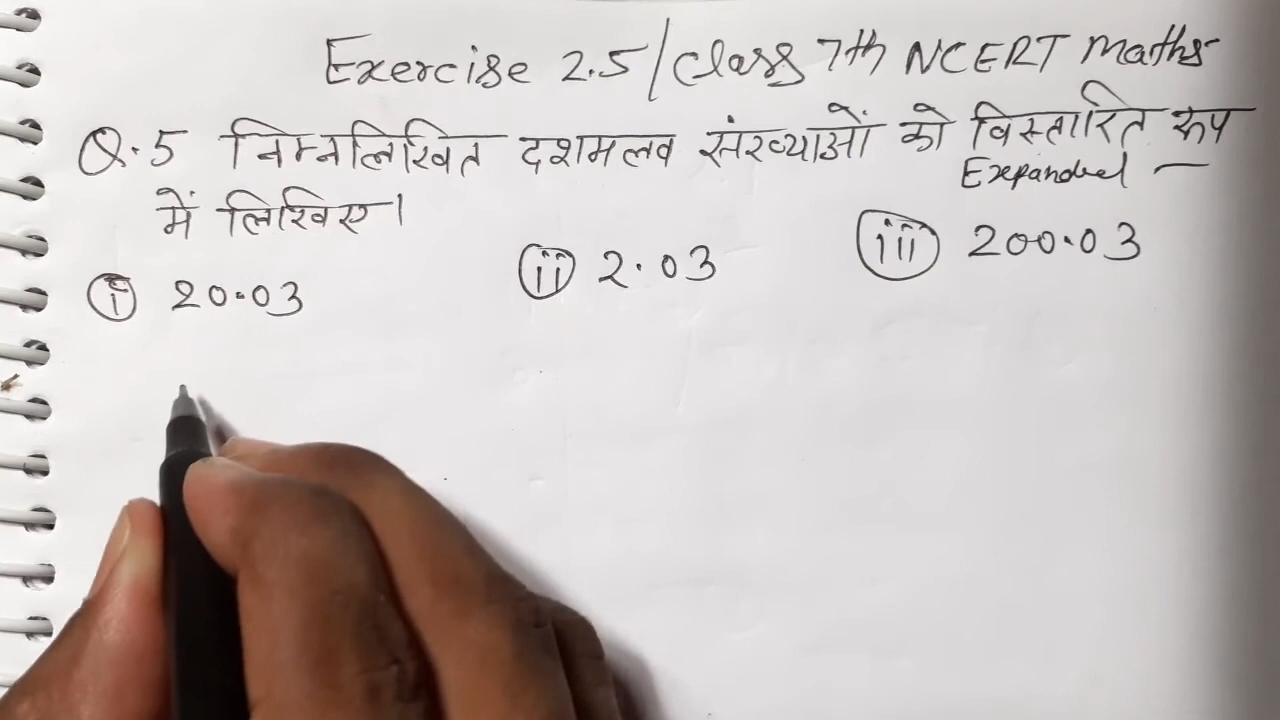 Exercise 2.5/Class 7th NCERT Maths
Q.5 निम्नलिखित दशमलव संख्याओं को विस्तारित रूप
Expanded
में लिखिए।
(i) 20.03 (ii) 2.03 (iii) 200.03